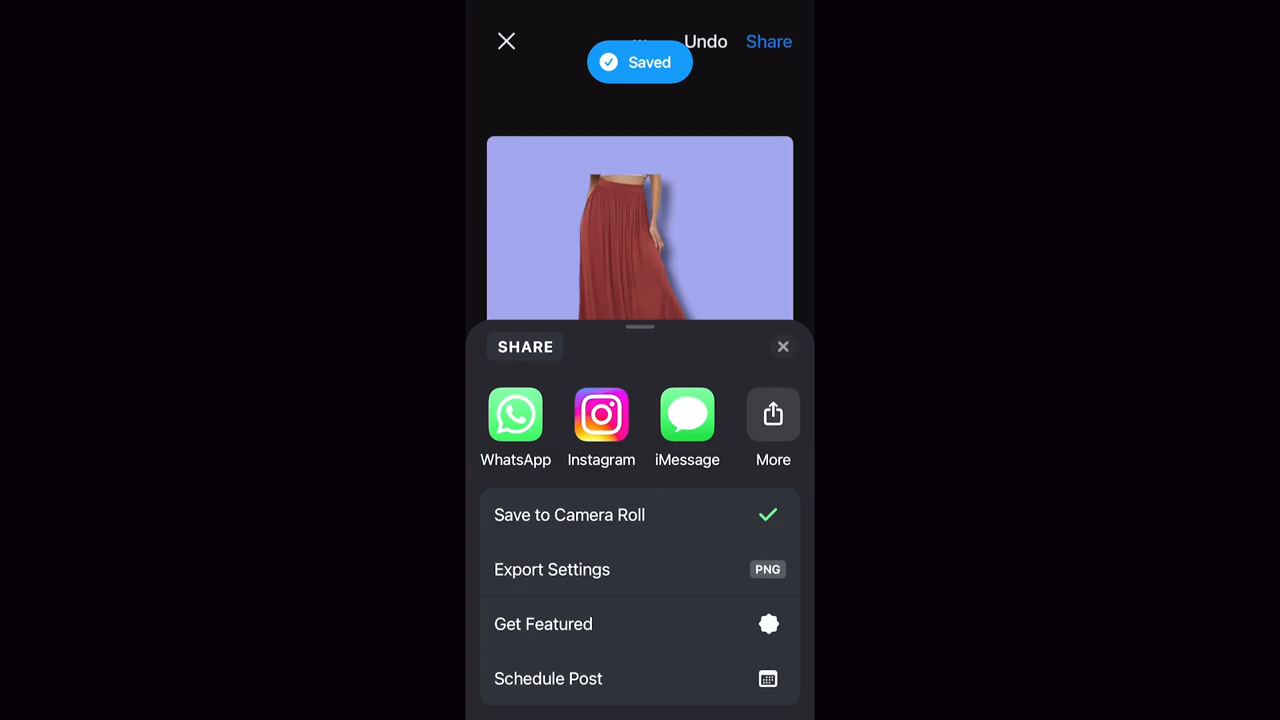 Undo Share
Saved
SHARE
WhatsApp Instagram iMessage More
Save to Camera Roll
Export Settings PNG
Get Featured
Schedule Post